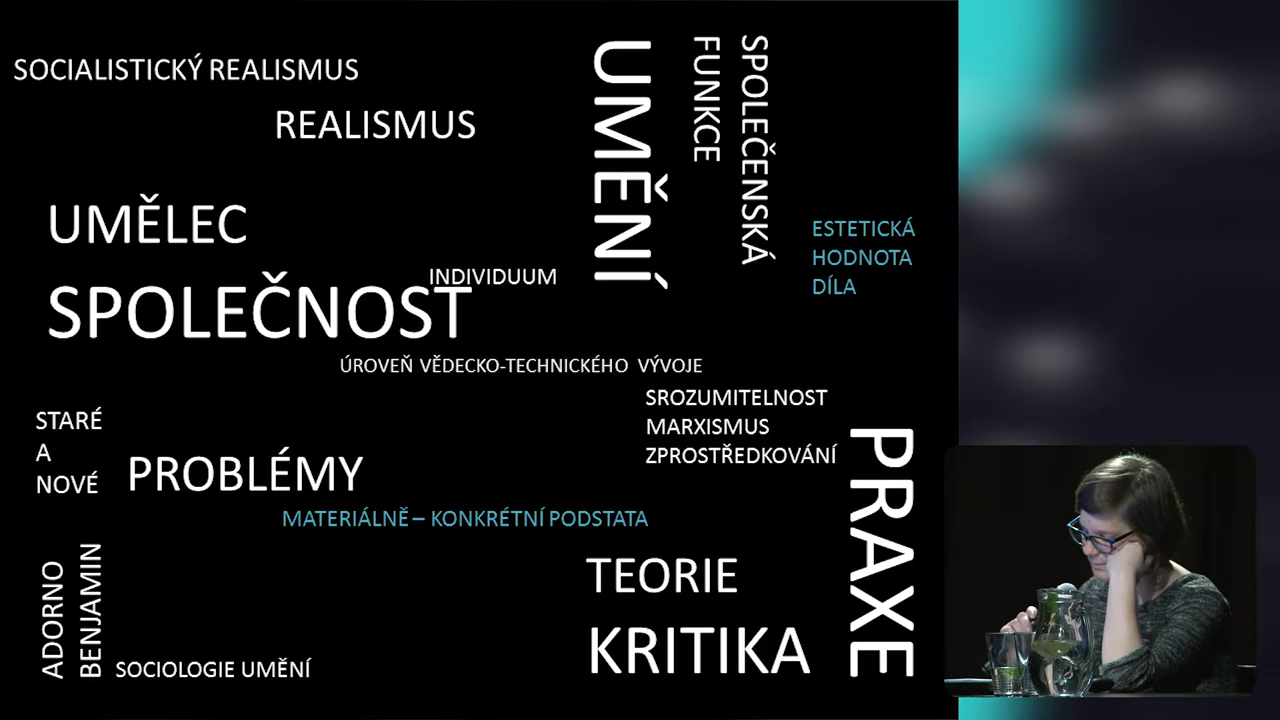 SOCIALISTICKÝ REALISMUS
REALISMUS
UMĚNÍ
FUNKCE
SPOLEČENSKÁ
UMĚLEC
ESTETICKÁ
HODNOTA
DÍLA
INDIVIDUUM
SPOLEČNOST
ÚROVEŇ VĚDECKO-TECHNICKÉHO VÝVOJE
SROZUMITELNOST
MARXISMUS
ZPROSTŘEDKOVÁNÍ
STARÉ
A
NOVÉ
PROBLÉMY
PRAXE
MATERIÁLNĚ – KONKRÉTNÍ PODSTATA
ADORNO
BENJAMIN
TEORIE
KRITIKA
SOCIOLOGIE UMĚNÍ